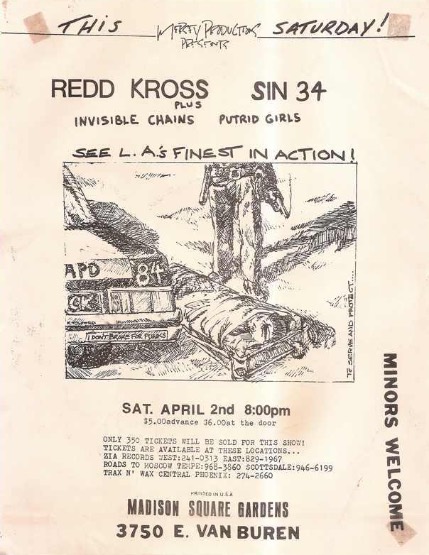 THIS
MERSY PRODUCTIONS
PRESENTS
SATURDAY!
REDD KROSS SIN 34
PLUS
INVISIBLE CHAINS PUTRID GIRLS
SEE L.A.'S FINEST IN ACTION!
APD 84
CK
I DON'T BRAKE FOR PUNKS
TO SERVE AND PROTECT....
SAT. APRIL 2nd 8:00pm
$5.00advance $6.00at the door
ONLY 350 TICKETS WILL BE SOLD FOR THIS SHOW!
TICKETS ARE AVAILABLE AT THESE LOCATIONS...
ZIA RECORDS WEST:241-0313 EAST:829-1967
ROADS TO MOSCOW TEMPE:968-3860 SCOTTSDALE:946-6199
TRAX N' WAX CENTRAL PHOENIX: 274-2660
PRINTED IN U.S.A
MADISON SQUARE GARDENS
3750 E. VAN BUREN
MINORS WELCOME